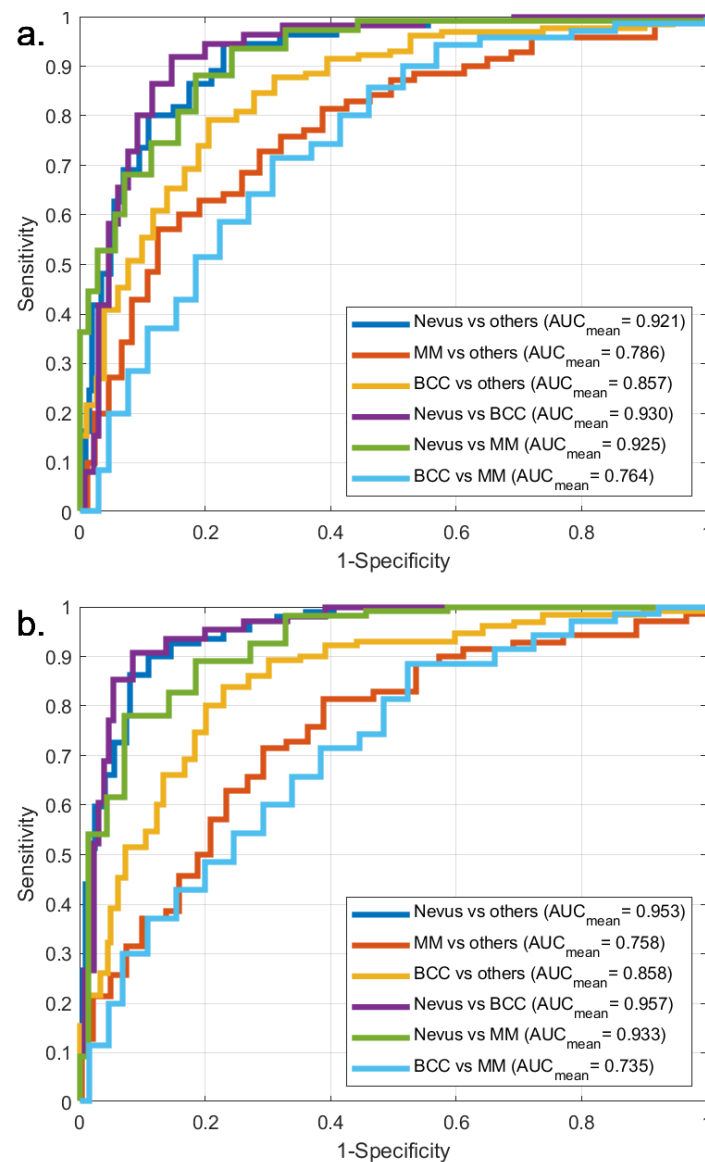 a.
1
0.9
0.8
0.7
0.6
0.5
0.4
0.3
0.2
0.1
0
Sensitivity
Nevus vs others (AUCmean= 0.921)
MM vs others (AUCmean= 0.786)
BCC vs others (AUCmean= 0.857)
Nevus vs BCC (AUCmean= 0.930)
Nevus vs MM (AUCmean= 0.925)
BCC vs MM (AUCmean= 0.764)
0 0.2 0.4 0.6 0.8 1
1-Specificity
b.
1
0.9
0.8
0.7
0.6
0.5
0.4
0.3
0.2
0.1
0
Sensitivity
Nevus vs others (AUCmean= 0.953)
MM vs others (AUCmean= 0.758)
BCC vs others (AUCmean= 0.858)
Nevus vs BCC (AUCmean= 0.957)
Nevus vs MM (AUCmean= 0.933)
BCC vs MM (AUCmean= 0.735)
0 0.2 0.4 0.6 0.8 1
1-Specificity